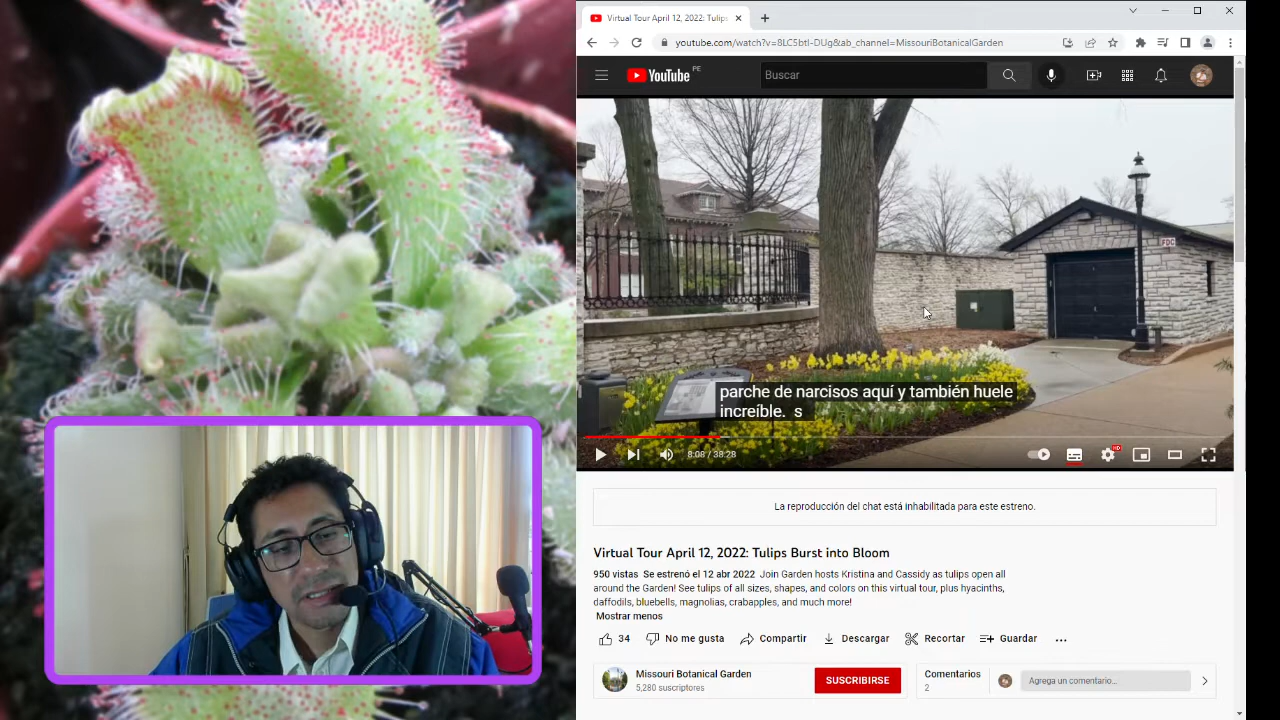 Virtual Tour April 12, 2022: Tulips
youtube.com/watch?v=8LC5btI-DUg&ab_channel=MissouriBotanicalGarden
YouTube PE
Buscar
FDC
parche de narcisos aquí y también huele
increíble. s
8:08 / 38:28
HD
La reproducción del chat está inhabilitada para este estreno.
Virtual Tour April 12, 2022: Tulips Burst into Bloom
950 vistas Se estrenó el 12 abr 2022 Join Garden hosts Kristina and Cassidy as tulips open all
around the Garden! See tulips of all sizes, shapes, and colors on this virtual tour, plus hyacinths,
daffodils, bluebells, magnolias, crabapples, and much more!
Mostrar menos
34 No me gusta Compartir Descargar Recortar Guardar
Missouri Botanical Garden
5,280 suscriptores
SUSCRIBIRSE
Comentarios
2
Agrega un comentario...